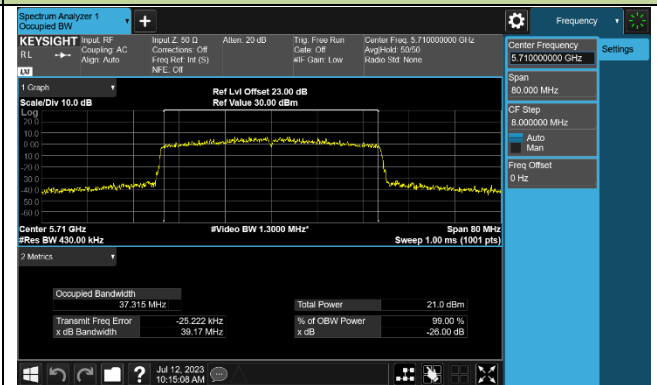 Spectrum Analyzer 1
Occupied BW
+
Frequency
KEYSIGHT
RL
LXI
Input: RF
Coupling: AC
Align: Auto
Input Z: 50 Ω
Corrections: Off
Freq Ref: Int (S)
NFE: Off
Atten: 20 dB
Trig: Free Run
Gate: Off
#IF Gain: Low
Center Freq: 5.710000000 GHz
Avg|Hold: 50/50
Radio Std: None
Center Frequency
5.710000000 GHz
Settings
Span
80.000 MHz
CF Step
8.000000 MHz
Auto
Man
Freq Offset
0 Hz
1 Graph
Scale/Div 10.0 dB
Ref Lvl Offset 23.00 dB
Ref Value 30.00 dBm
Log
20.0
10.0
0.00
-10.0
-20.0
-30.0
-40.0
-50.0
-60.0
Center 5.71 GHz
#Res BW 430.00 kHz
#Video BW 1.3000 MHz*
Span 80 MHz
Sweep 1.00 ms (1001 pts)
2 Metrics
Occupied Bandwidth
37.315 MHz
Total Power 21.0 dBm
Transmit Freq Error -25.222 kHz
% of OBW Power 99.00 %
x dB Bandwidth 39.17 MHz
x dB -26.00 dB
?
Jul 12, 2023
10:15:08 AM